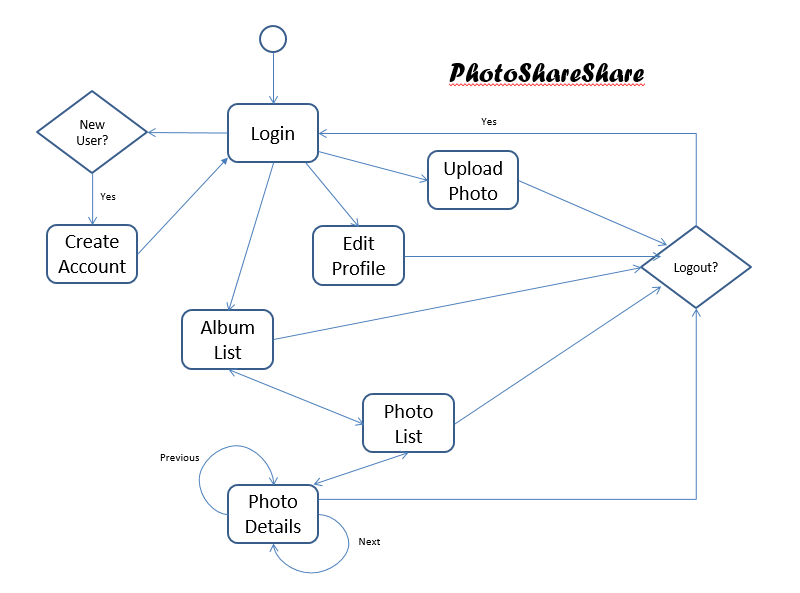 PhotoShareShare
Yes
New
User?
Login
Upload
Photo
Yes
Create
Account
Edit
Profile
Logout?
Album
List
Photo
List
Previous
Photo
Details
Next